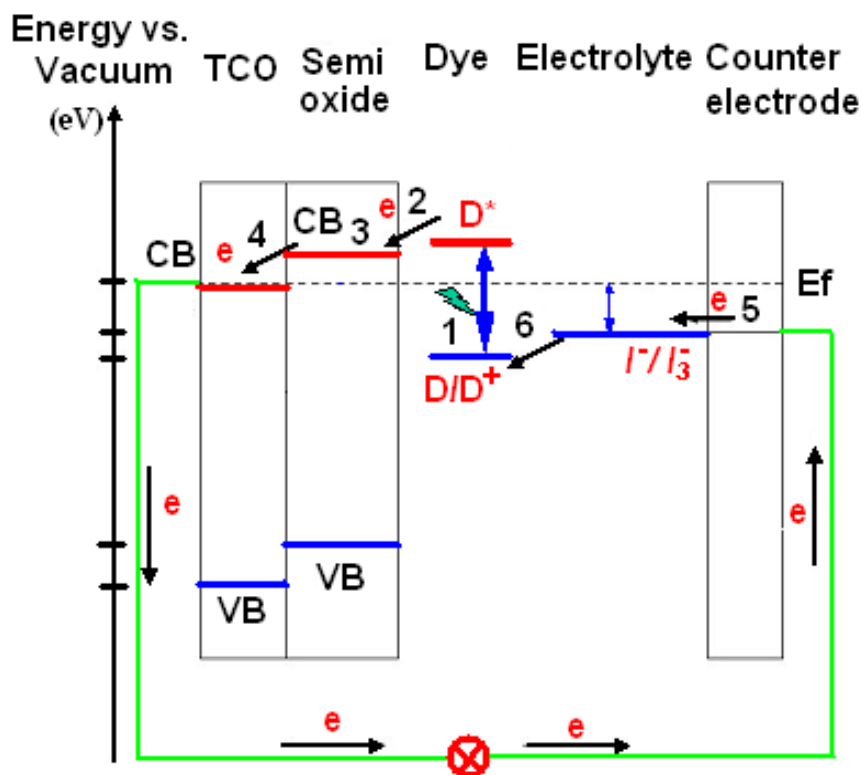 Energy vs.
Vacuum
(eV)
TCO
Semi
oxide
Dye
Electrolyte
Counter
electrode
CB
e
4
CB
3
e
2
D*
Ef
1
6
e
5
D/D+
I-/I3-
e
e
VB
VB
e
e